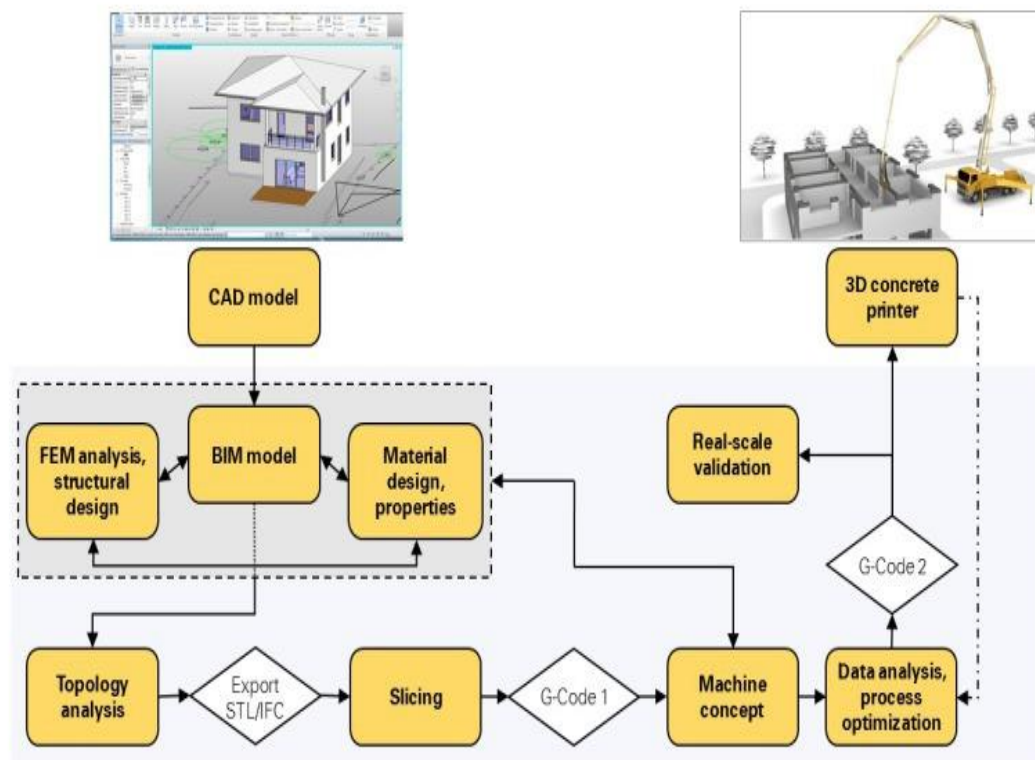 CAD model
3D concrete
printer
FEM analysis,
structural
design
BIM model
Material
design,
properties
Real-scale
validation
G-Code 2
Topology
analysis
Export
STL/IFC
Slicing
G-Code 1
Machine
concept
Data analysis,
process
optimization